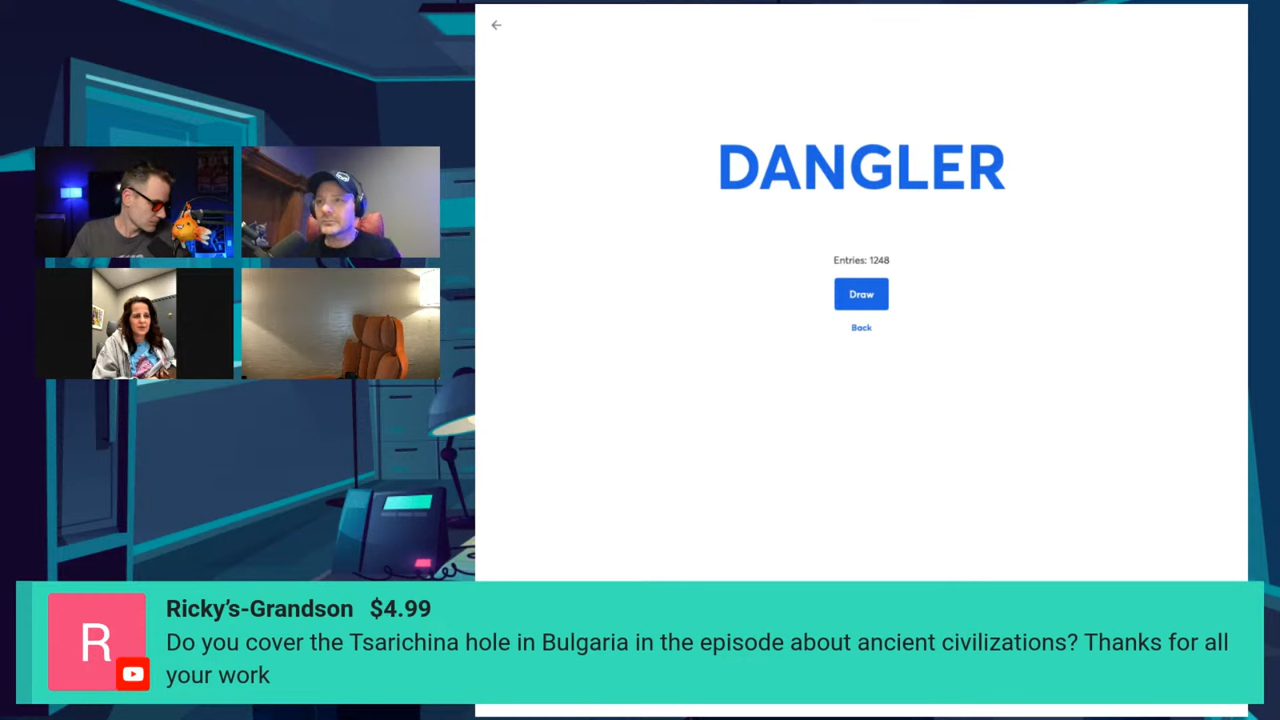 DANGLER
Entries: 1248
Draw
Back
R
Ricky’s-Grandson $4.99
Do you cover the Tsarichina hole in Bulgaria in the episode about ancient civilizations? Thanks for all
your work